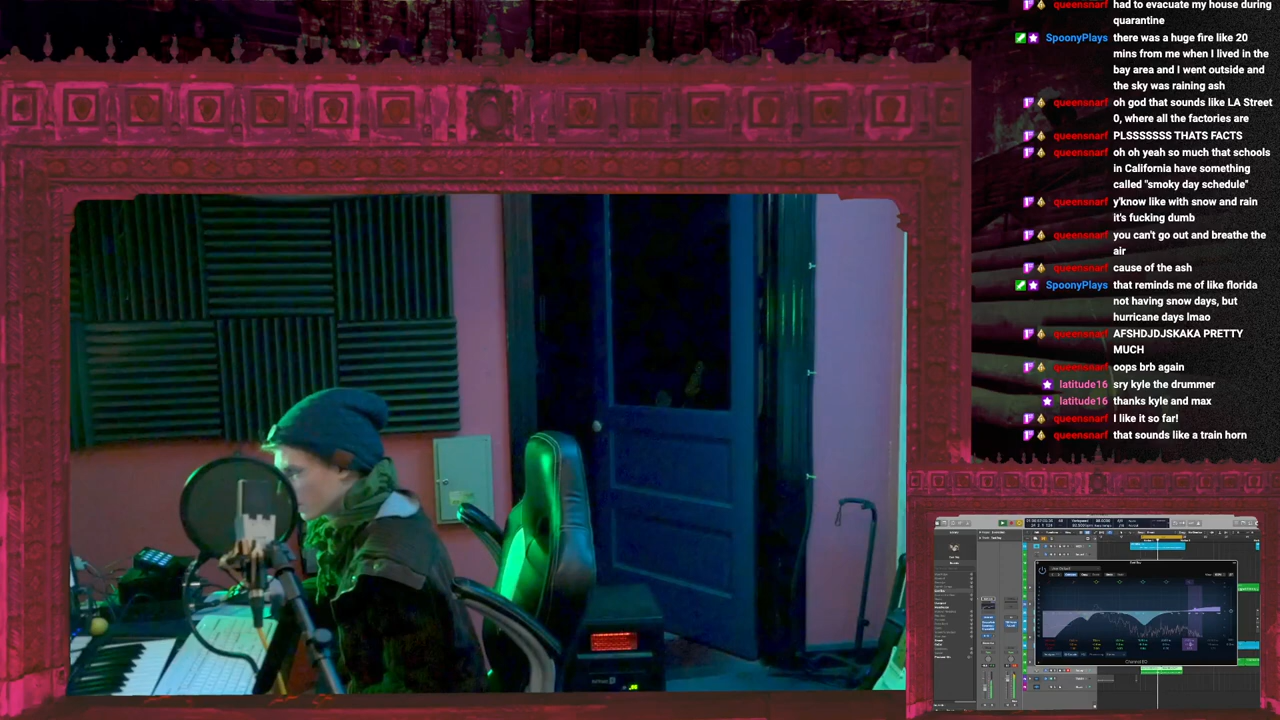 queensnarf had to evacuate my house during
quarantine
SpoonyPlays there was a huge fire like 20
mins from me when I lived in the
bay area and I went outside and
the sky was raining ash
queensnarf oh god that sounds like LA Street
0, where all the factories are
queensnarf PLSSSSSSS THATS FACTS
queensnarf oh oh yeah so much that schools
in California have something
called "smoky day schedule"
queensnarf y'know like with snow and rain
it's fucking dumb
queensnarf you can't go out and breathe the
air
queensnarf cause of the ash
SpoonyPlays that reminds me of like florida
not having snow days, but
hurricane days lmao
queensnarf AFSHDJDJSKAKA PRETTY
MUCH
queensnarf oops brb again
latitude16 sry kyle the drummer
latitude16 thanks kyle and max
queensnarf I like it so far!
queensnarf that sounds like a train horn
Channel EQ